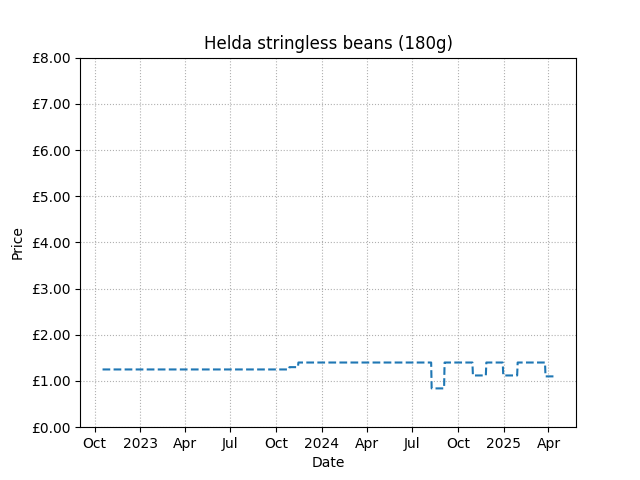 Helda stringless beans (180g)
£8.00
£7.00
£6.00
£5.00
£4.00
£3.00
£2.00
£1.00
£0.00
Price
Oct 2023 Apr Jul Oct 2024 Apr Jul Oct 2025 Apr
Date